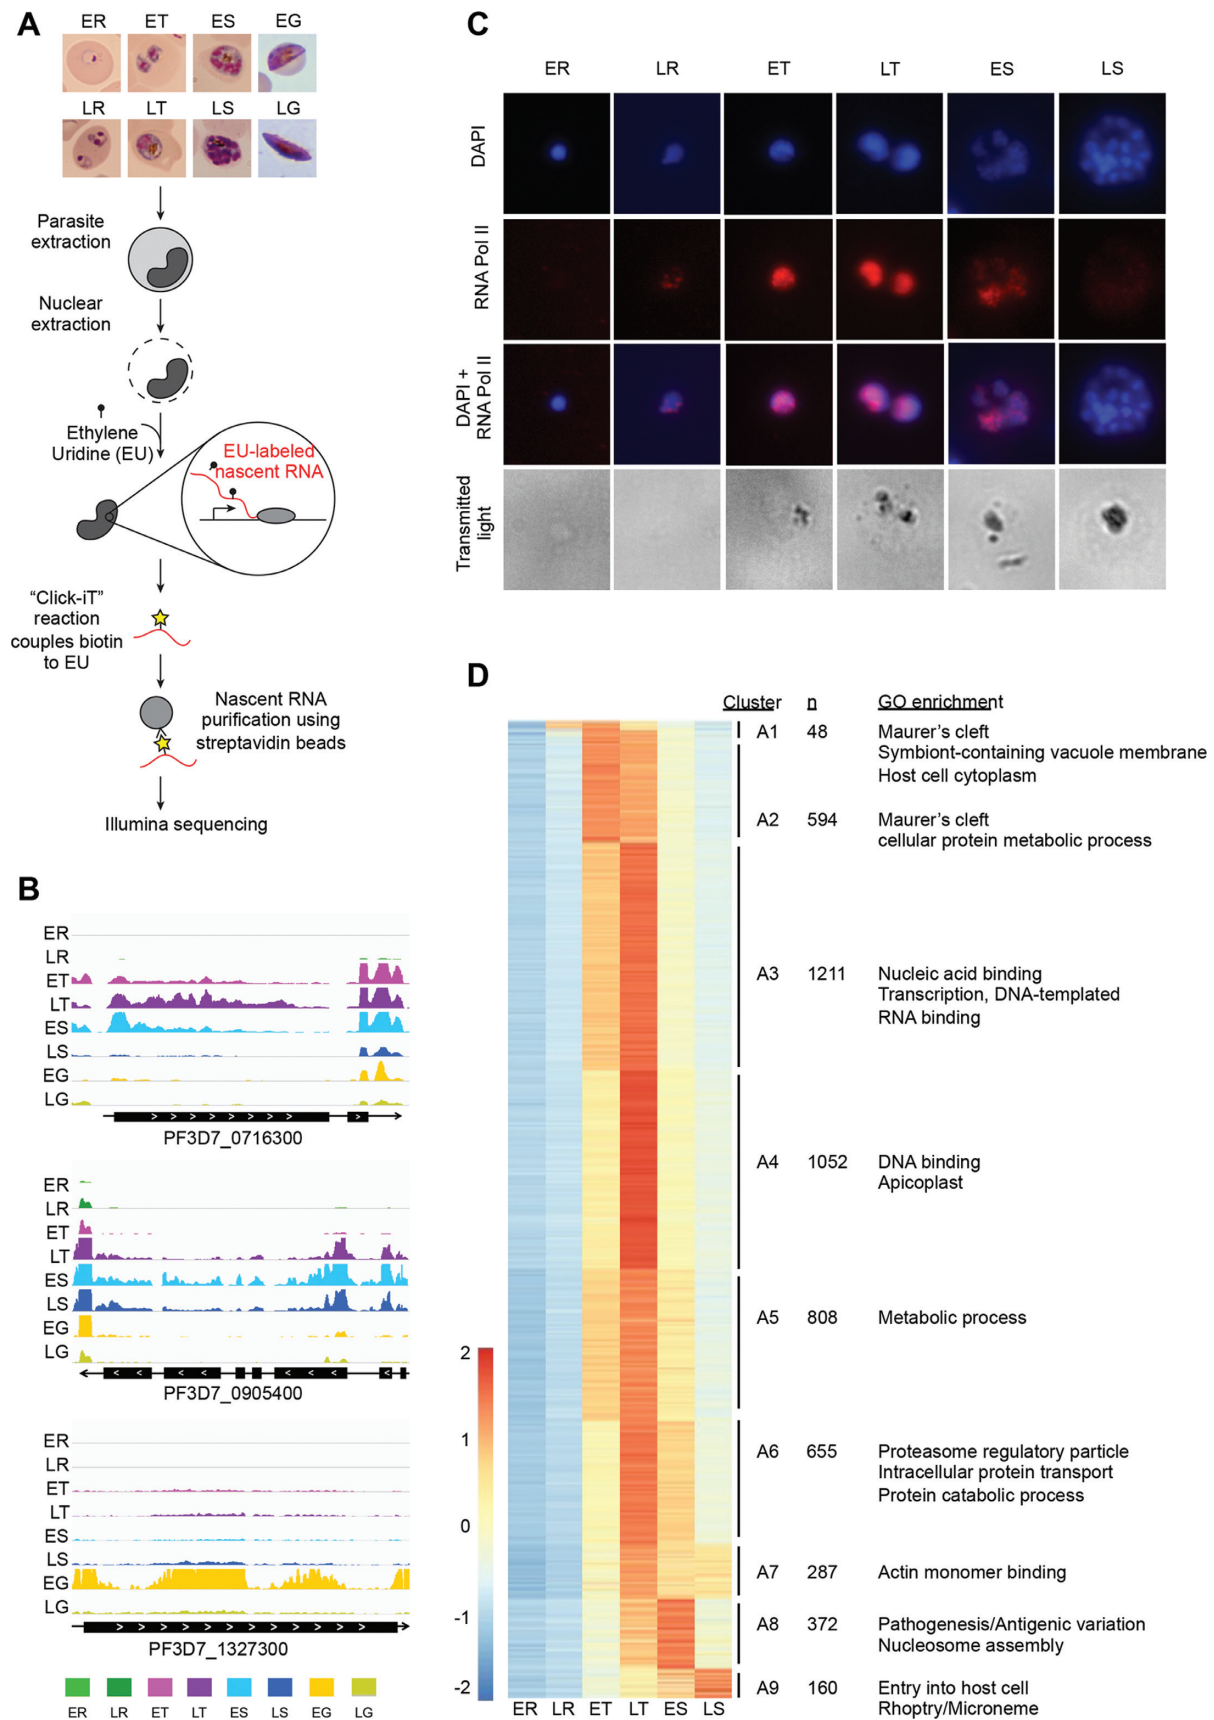 A
ER ET ES EG
LR LT LS LG
Parasite
extraction
Nuclear
extraction
Ethylene
Uridine (EU)
EU-labeled
nascent RNA
“Click-iT”
reaction
couples biotin
to EU
Nascent RNA
purification using
streptavidin beads
Illumina sequencing
B
ER
LR
ET
LT
ES
LS
EG
LG
PF3D7_0716300
ER
LR
ET
LT
ES
LS
EG
LG
PF3D7_0905400
ER
LR
ET
LT
ES
LS
EG
LG
PF3D7_1327300
ER LR ET LT ES LS EG LG
C
ER LR ET LT ES LS
DAPI
RNA Pol II
DAPI +
RNA Pol II
Transmitted
light
D
Cluster n GO enrichment
A1 48 Maurer’s cleft
Symbiont-containing vacuole membrane
Host cell cytoplasm
A2 594 Maurer’s cleft
cellular protein metabolic process
A3 1211 Nucleic acid binding
Transcription, DNA-templated
RNA binding
A4 1052 DNA binding
Apicoplast
A5 808 Metabolic process
A6 655 Proteasome regulatory particle
Intracellular protein transport
Protein catabolic process
A7 287 Actin monomer binding
A8 372 Pathogenesis/Antigenic variation
Nucleosome assembly
A9 160 Entry into host cell
Rhoptry/Microneme
2
1
0
-1
-2
ER LR ET LT ES LS